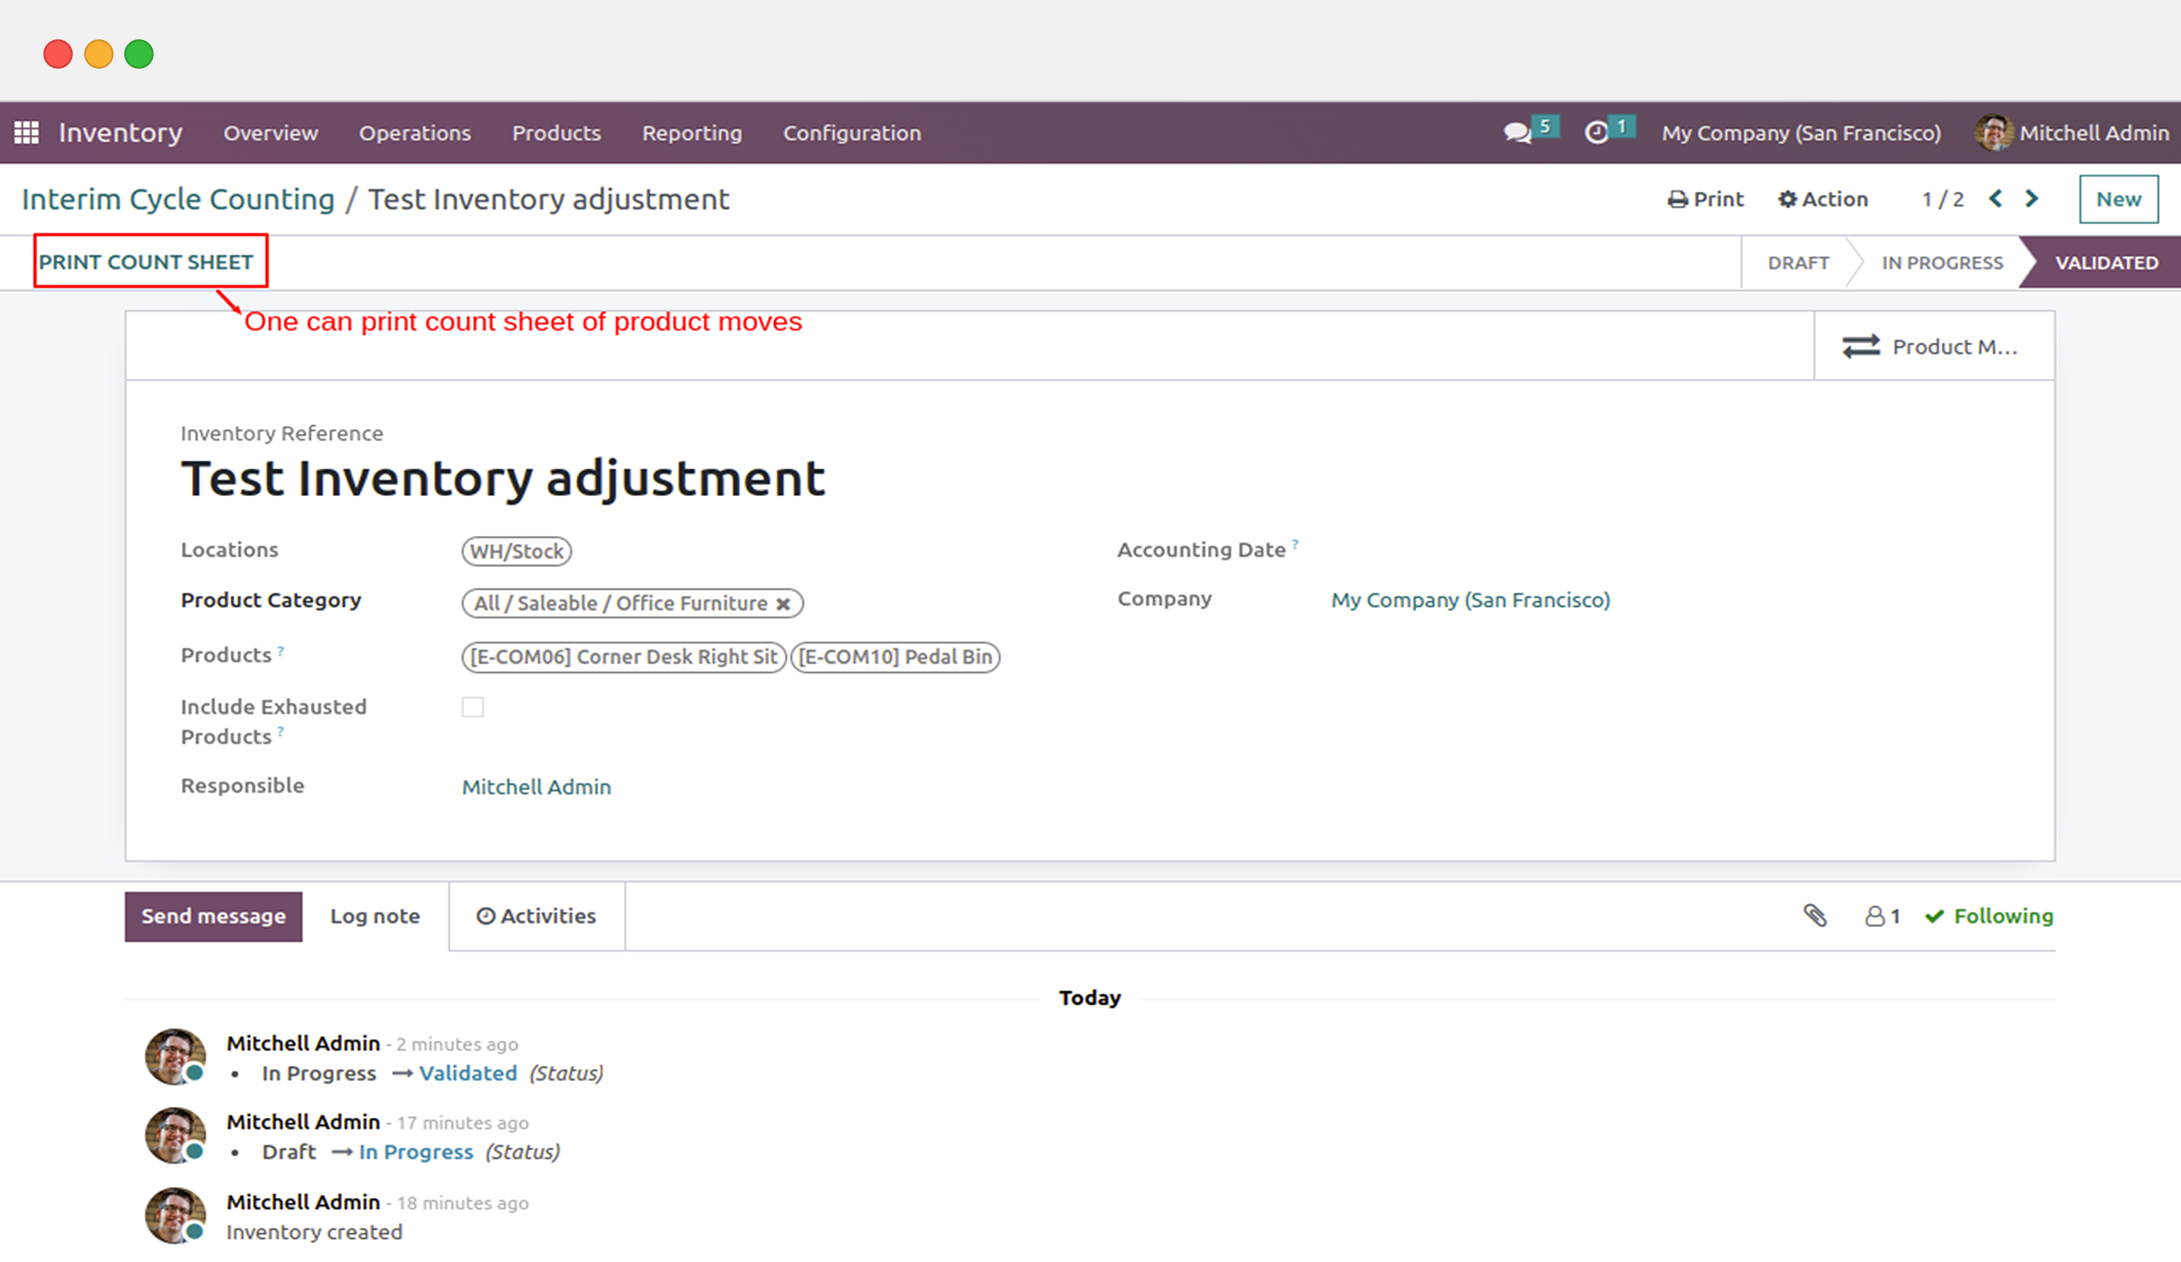 Inventory Overview Operations Products Reporting Configuration 5 1 My Company (San Francisco) Mitchell Admin
Interim Cycle Counting / Test Inventory adjustment Print Action 1 / 2 New
PRINT COUNT SHEET DRAFT IN PROGRESS VALIDATED
One can print count sheet of product moves
Product M...
Inventory Reference
Test Inventory adjustment
Locations WH/Stock Accounting Date ?
Product Category All / Saleable / Office Furniture ✖ Company My Company (San Francisco)
Products ? [E-COM06] Corner Desk Right Sit [E-COM10] Pedal Bin
Include Exhausted
Products ?
Responsible Mitchell Admin
Send message Log note Activities 1 Following
Today
Mitchell Admin - 2 minutes ago
• In Progress → Validated (Status)
Mitchell Admin - 17 minutes ago
• Draft → In Progress (Status)
Mitchell Admin - 18 minutes ago
Inventory created